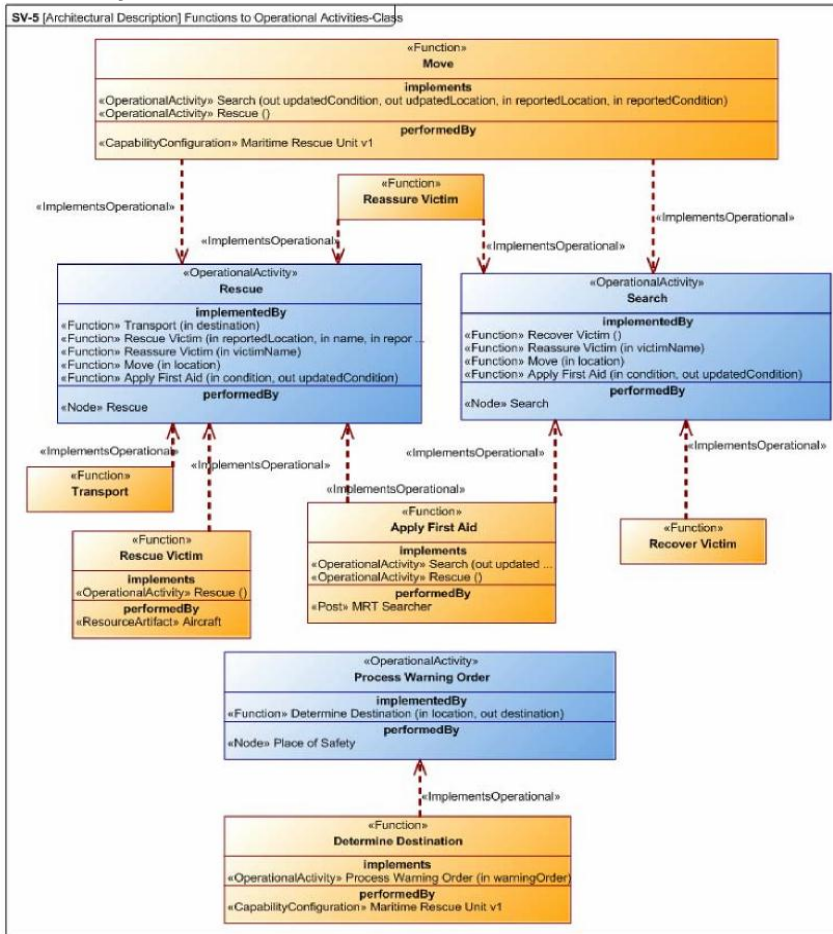 SV-5 [Architectural Description] Functions to Operational Activities-Class
«Function»
Move
implements
«OperationalActivity» Search (out updatedCondition, out udpatedLocation, in reportedLocation, in reportedCondition)
«OperationalActivity» Rescue ()
performedBy
«CapabilityConfiguration» Maritime Rescue Unit v1
«Function»
Reassure Victim
«ImplementsOperational»
«ImplementsOperational»
«ImplementsOperational»
«ImplementsOperational»
«OperationalActivity»
Rescue
implementedBy
«Function» Transport (in destination)
«Function» Rescue Victim (in reportedLocation, in name, in repor ...
«Function» Reassure Victim (in victimName)
«Function» Move (in location)
«Function» Apply First Aid (in condition, out updatedCondition)
performedBy
«Node» Rescue
«OperationalActivity»
Search
implementedBy
«Function» Recover Victim ()
«Function» Reassure Victim (in victimName)
«Function» Move (in location)
«Function» Apply First Aid (in condition, out updatedCondition)
performedBy
«Node» Search
«ImplementsOperational»
«ImplementsOperational»
«ImplementsOperational»
«ImplementsOperational»
«ImplementsOperational»
«Function»
Transport
«Function»
Rescue Victim
implements
«OperationalActivity» Rescue ()
performedBy
«ResourceArtifact» Aircraft
«Function»
Apply First Aid
implements
«OperationalActivity» Search (out updated ...
«OperationalActivity» Rescue ()
performedBy
«Post» MRT Searcher
«Function»
Recover Victim
«OperationalActivity»
Process Warning Order
implementedBy
«Function» Determine Destination (in location, out destination)
performedBy
«Node» Place of Safety
«ImplementsOperational»
«Function»
Determine Destination
implements
«OperationalActivity» Process Warning Order (in warningOrder)
performedBy
«CapabilityConfiguration» Maritime Rescue Unit v1